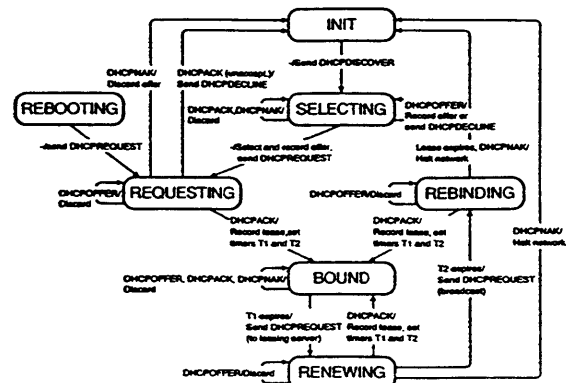 INIT
DHCPNAK/
Discard offer
DHCPACK (unaccept.)/
Send DHCPDECLINE
-/Send DHCPDISCOVER
REBOOTING
SELECTING
DHCPACK,DHCPNAK/
Discard
DHCPOFFER/
Record offer or
send DHCPDECLINE
-/send DHCPREQUEST
-/Select and record offer,
send DHCPREQUEST
Lease expires, DHCPNAK/
Halt network
REQUESTING
DHCPOFFER/
Discard
DHCPOFFER/Discard
REBINDING
DHCPACK/
Record lease,set
timers T1 and T2
DHCPACK/
Record lease, set
timers T1 and T2
DHCPNAK/
Halt network
BOUND
DHCPOFFER, DHCPACK, DHCPNAK/
Discard
T2 expires/
Send DHCPREQUEST
(broadcast)
T1 expires/
Send DHCPREQUEST
(to leasing server)
DHCPACK/
Record lease, set
timers T1 and T2
DHCPOFFER/Discard
RENEWING